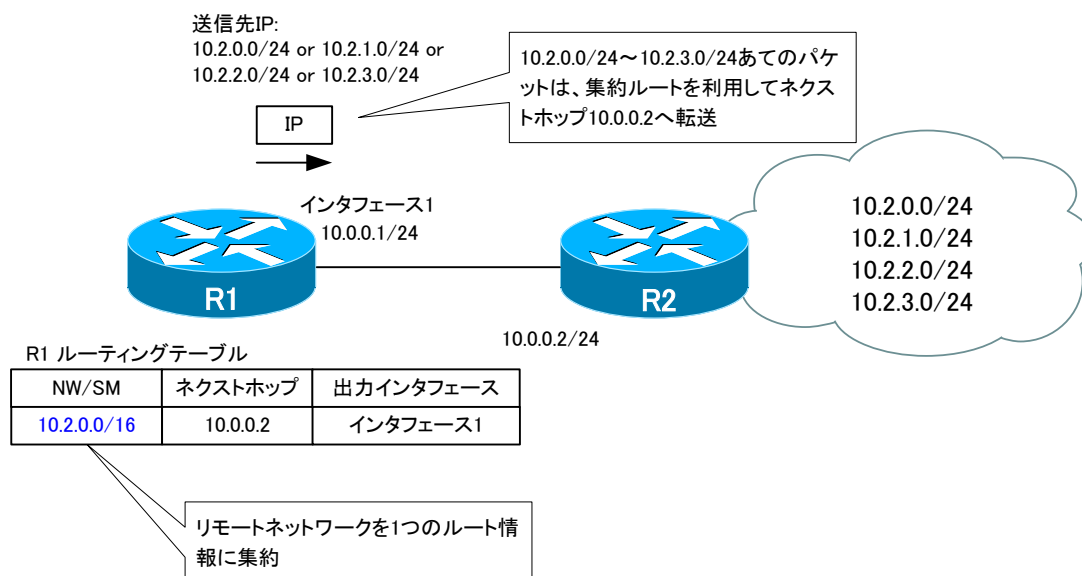 送信先IP:
10.2.0.0/24 or 10.2.1.0/24 or
10.2.2.0/24 or 10.2.3.0/24
10.2.0.0/24～10.2.3.0/24あてのパケ
ットは、集約ルートを利用してネクス
トホップ10.0.0.2へ転送
IP
インタフェース1
10.0.0.1/24
R1
R2
10.2.0.0/24
10.2.1.0/24
10.2.2.0/24
10.2.3.0/24
10.0.0.2/24
R1 ルーティングテーブル
NW/SM ネクストホップ 出力インタフェース
10.2.0.0/16 10.0.0.2 インタフェース1
リモートネットワークを1つのルート情
報に集約